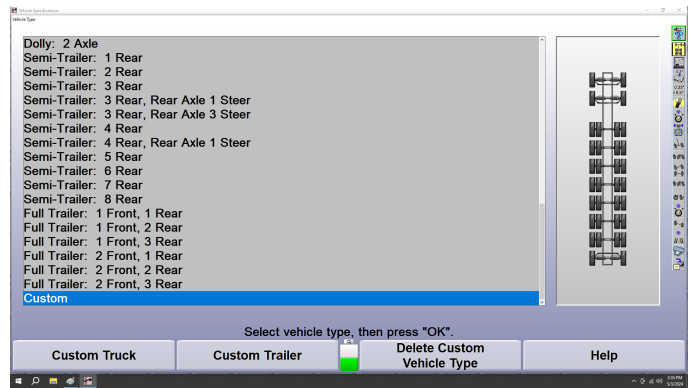 Vehicle Specifications
Vehicle Type
Dolly: 2 Axle
Semi-Trailer: 1 Rear
Semi-Trailer: 2 Rear
Semi-Trailer: 3 Rear
Semi-Trailer: 3 Rear, Rear Axle 1 Steer
Semi-Trailer: 3 Rear, Rear Axle 3 Steer
Semi-Trailer: 4 Rear
Semi-Trailer: 4 Rear, Rear Axle 1 Steer
Semi-Trailer: 5 Rear
Semi-Trailer: 6 Rear
Semi-Trailer: 7 Rear
Semi-Trailer: 8 Rear
Full Trailer: 1 Front, 1 Rear
Full Trailer: 1 Front, 2 Rear
Full Trailer: 1 Front, 3 Rear
Full Trailer: 2 Front, 1 Rear
Full Trailer: 2 Front, 2 Rear
Full Trailer: 2 Front, 3 Rear
Custom
Select vehicle type, then press "OK".
Custom Truck
Custom Trailer
Delete Custom
Vehicle Type
Help
2:35 PM
5/3/2024